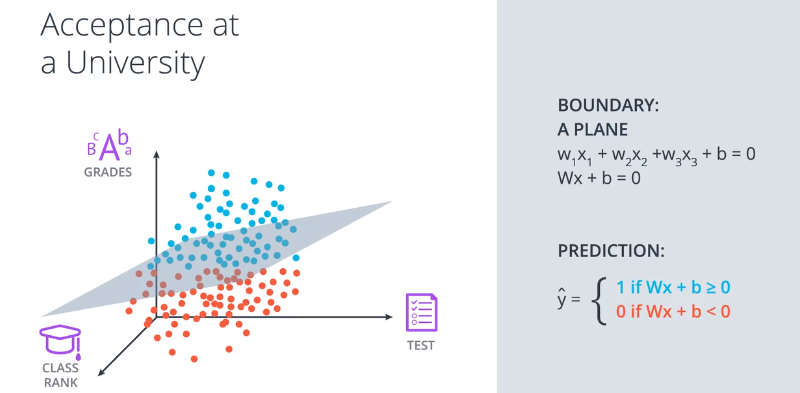 Acceptance at
a University
B c A b a
GRADES
TEST
CLASS
RANK
BOUNDARY:
A PLANE
w₁x₁ + w₂x₂ +w₃x₃ + b = 0
Wx + b = 0
PREDICTION:
ŷ = {
1 if Wx + b ≥ 0
0 if Wx + b < 0